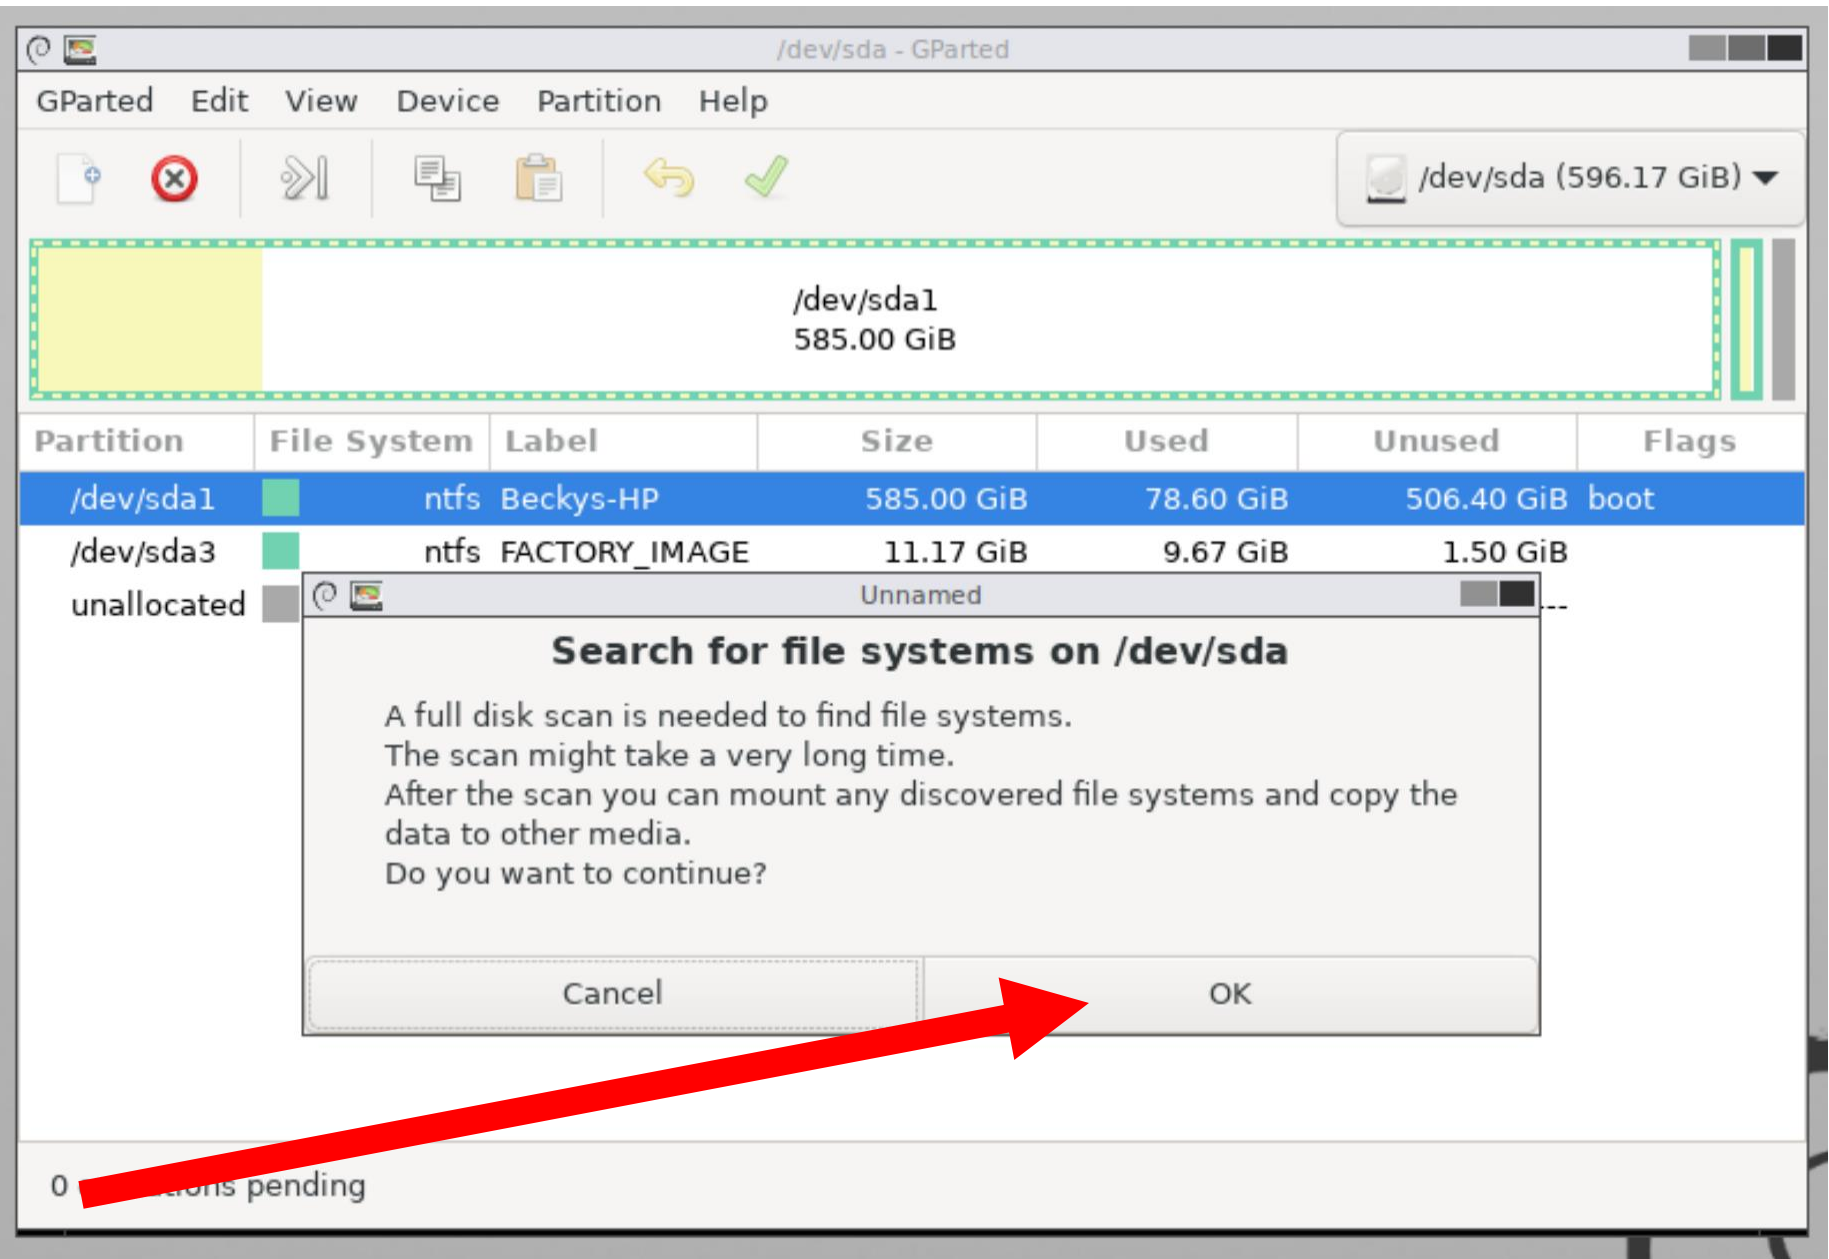 /dev/sda - GParted
GParted Edit View Device Partition Help
/dev/sda (596.17 GiB)
/dev/sda1
585.00 GiB
Partition File System Label Size Used Unused Flags
/dev/sda1 ntfs Beckys-HP 585.00 GiB 78.60 GiB 506.40 GiB boot
/dev/sda3 ntfs FACTORY_IMAGE 11.17 GiB 9.67 GiB 1.50 GiB
unallocated ---
Unnamed
Search for file systems on /dev/sda
A full disk scan is needed to find file systems.
The scan might take a very long time.
After the scan you can mount any discovered file systems and copy the
data to other media.
Do you want to continue?
Cancel OK
0 pending